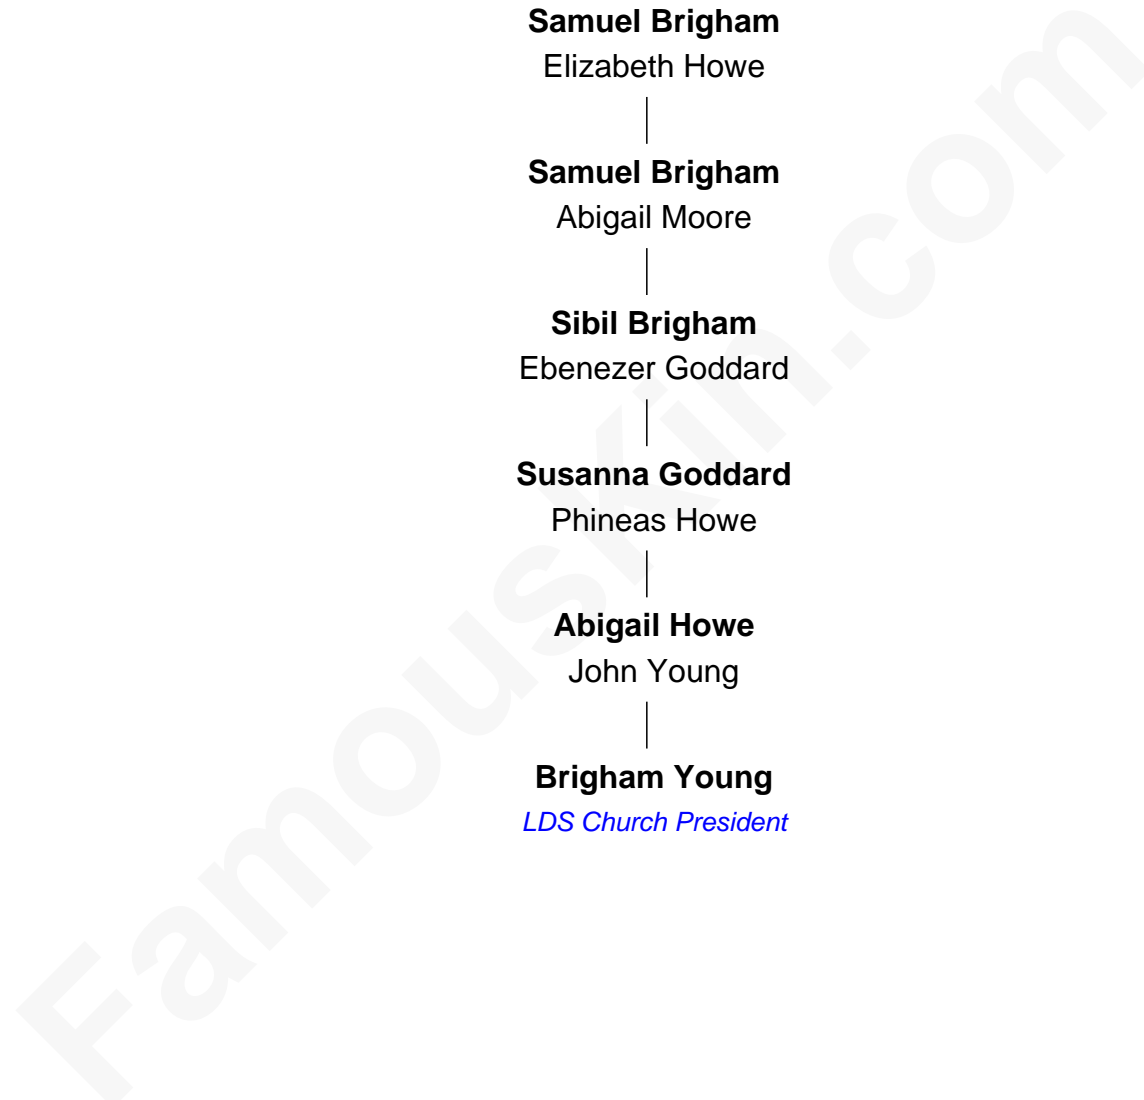 Samuel Brigham
Elizabeth Howe
Samuel Brigham
Abigail Moore
Sibil Brigham
Ebenezer Goddard
Susanna Goddard
Phineas Howe
Abigail Howe
John Young
Brigham Young
LDS Church President
FamousKin.com